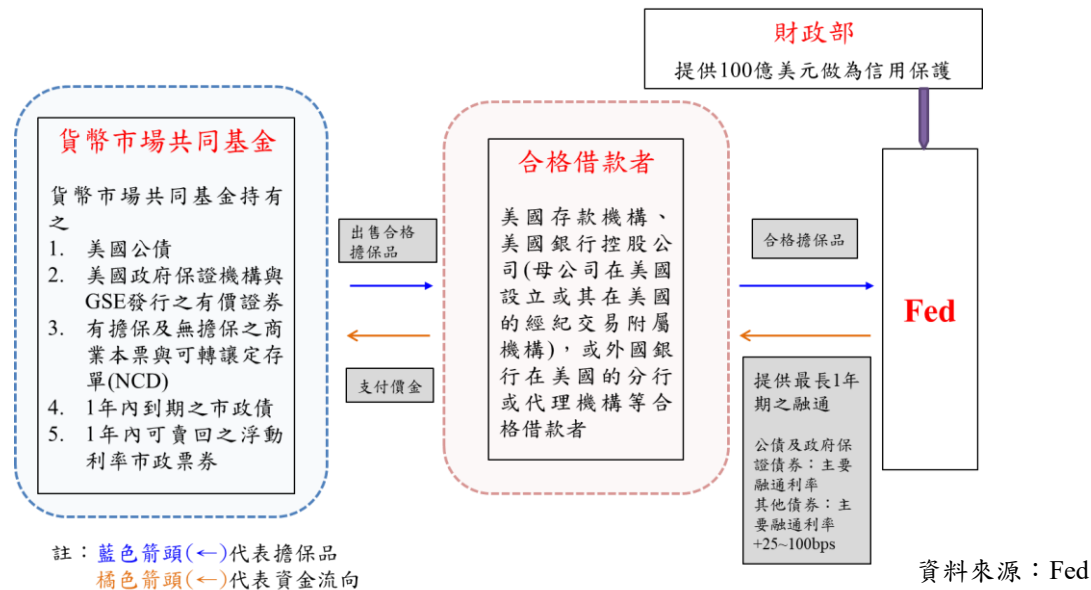 財政部
提供100億美元做為信用保護
貨幣市場共同基金
貨幣市場共同基金持有
之
1. 美國公債
2. 美國政府保證機構與
GSE發行之有價證券
3. 有擔保及無擔保之商
業本票與可轉讓定存
單(NCD)
4. 1年內到期之市政債
5. 1年內可賣回之浮動
利率市政票券
出售合格
擔保品
支付價金
合格借款者
美國存款機構、
美國銀行控股公
司(母公司在美國
設立或其在美國
的經紀交易附屬
機構)，或外國銀
行在美國的分行
或代理機構等合
格借款者
合格擔保品
提供最長1年
期之融通
公債及政府保
證債券：主要
融通利率
其他債券：主
要融通利率
+25~100bps
Fed
註：藍色箭頭(←)代表擔保品
橘色箭頭(←)代表資金流向
資料來源：Fed